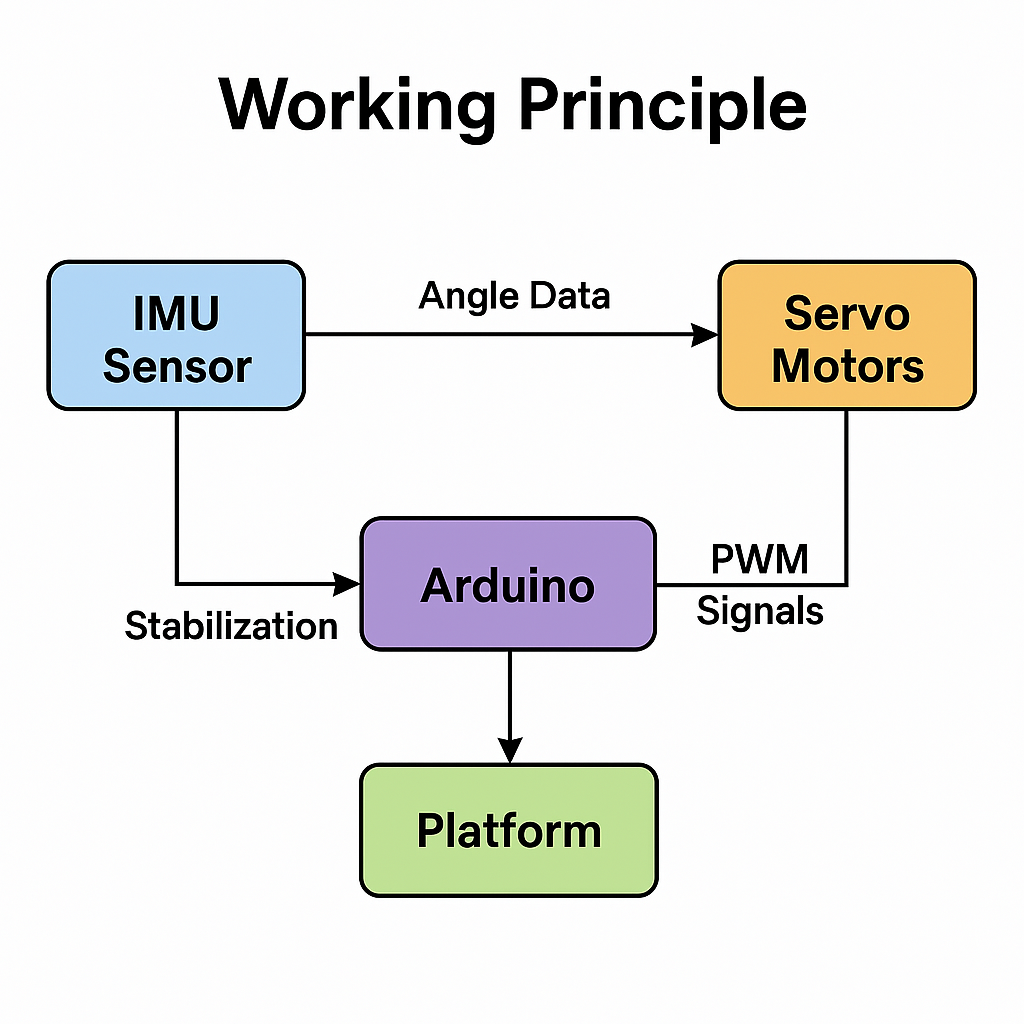 Working Principle
IMU
Sensor
Angle Data
Servo
Motors
Arduino
PWM
Signals
Stabilization
Platform